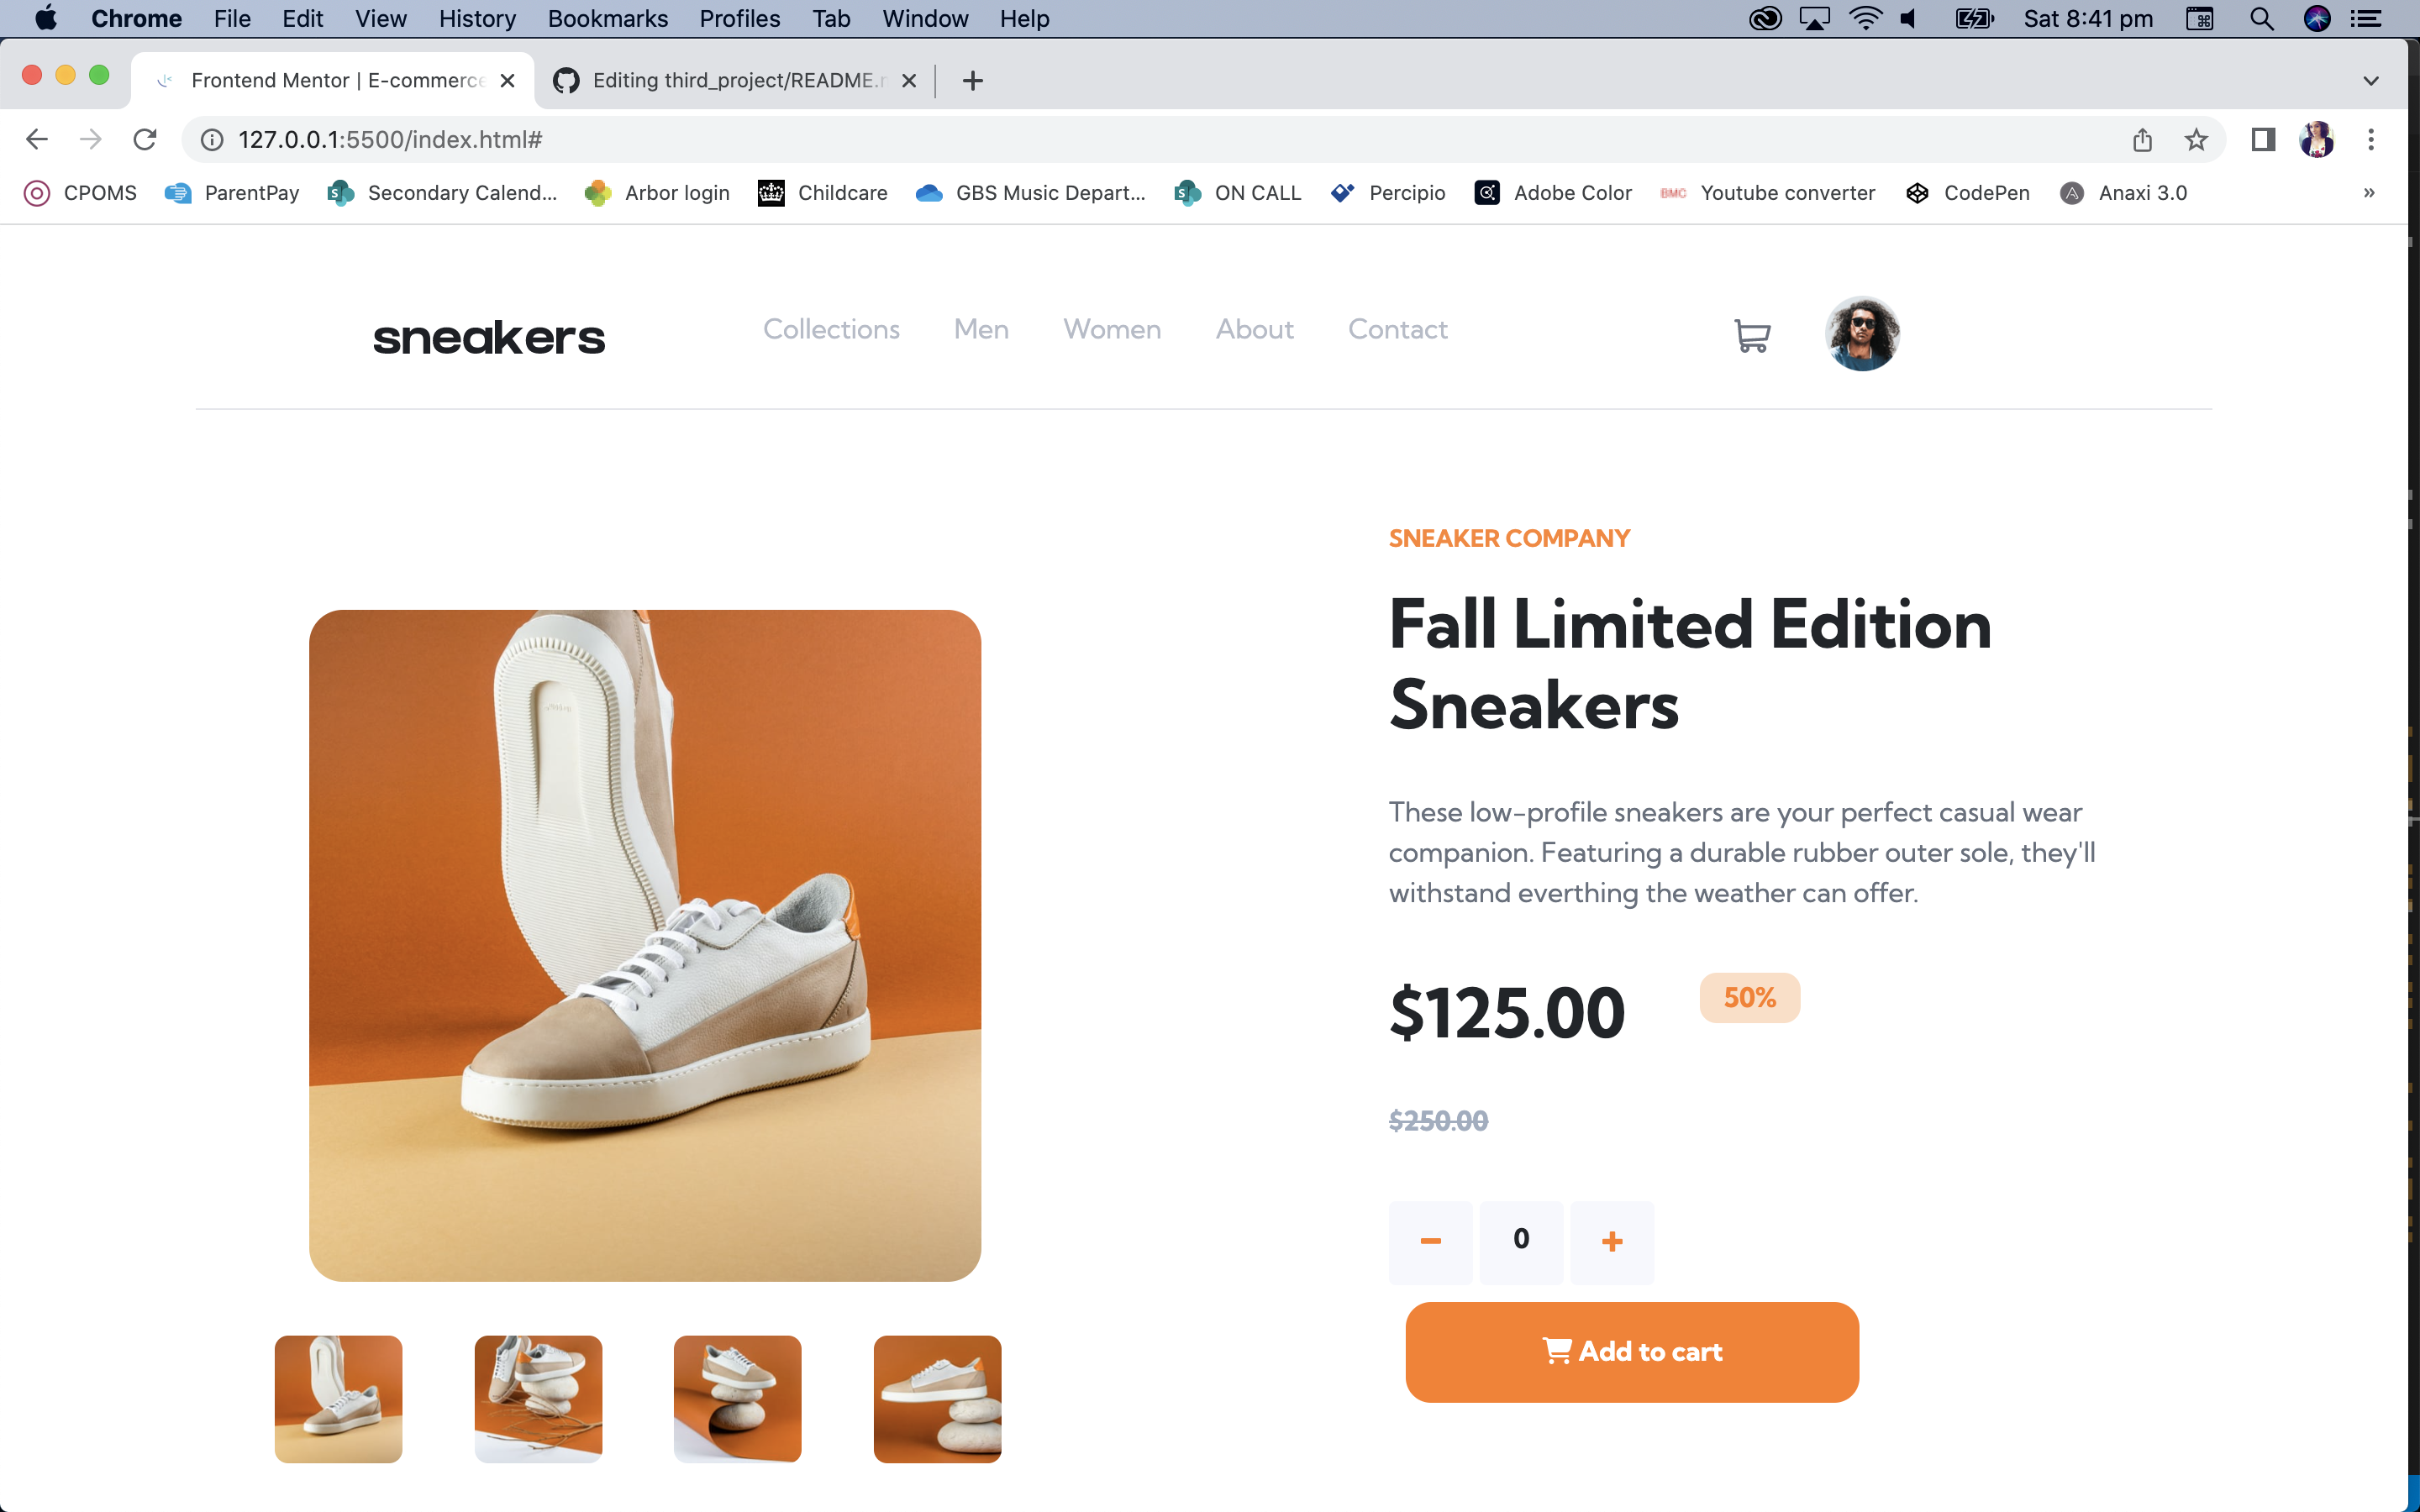 Chrome File Edit View History Bookmarks Profiles Tab Window Help Sat 8:41 pm
Frontend Mentor | E-commerce Editing third_project/README.
127.0.0.1:5500/index.html#
CPOMS ParentPay Secondary Calend... Arbor login Childcare GBS Music Depart... ON CALL Percipio Adobe Color BMC Youtube converter CodePen Anaxi 3.0 »
sneakers Collections Men Women About Contact
SNEAKER COMPANY
Fall Limited Edition
Sneakers
These low-profile sneakers are your perfect casual wear
companion. Featuring a durable rubber outer sole, they'll
withstand everthing the weather can offer.
$125.00 50%
$250.00
− 0 +
Add to cart